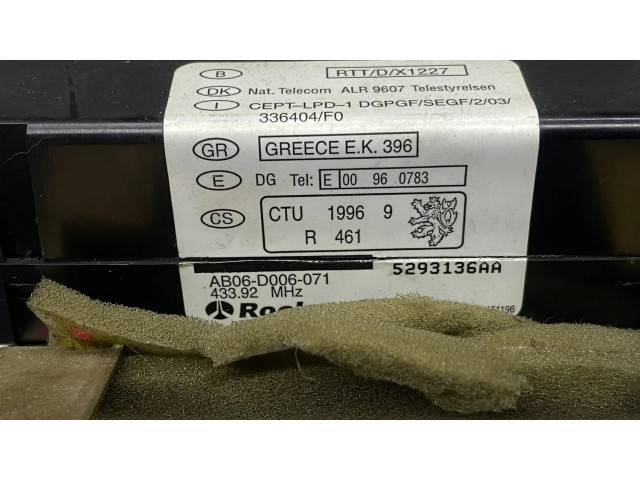 B RTT/D/X1227
DK Nat. Telecom ALR 9607 Telestyrelsen
I CEPT-LPD-1 DGPGF/SEGF/2/03/
336404/F0
GR GREECE E.K. 396
E DG Tel: E 00 96 0783
CS CTU 1996 9
R 461
5293136AA
AB06-D006-071
433.92 MHz